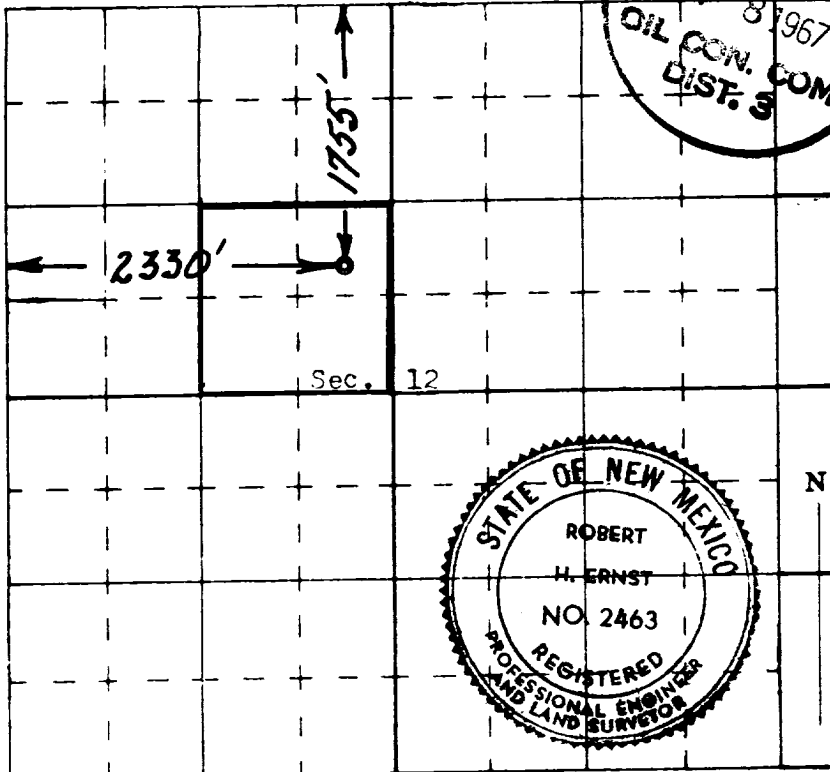 8 1967
OIL CON. COM
DIST. 3
1755'
2330'
Sec. 12
N
STATE OF NEW MEXICO
ROBERT
H. ERNST
NO. 2463
REGISTERED
PROFESSIONAL ENGINEER
AND LAND SURVEYOR